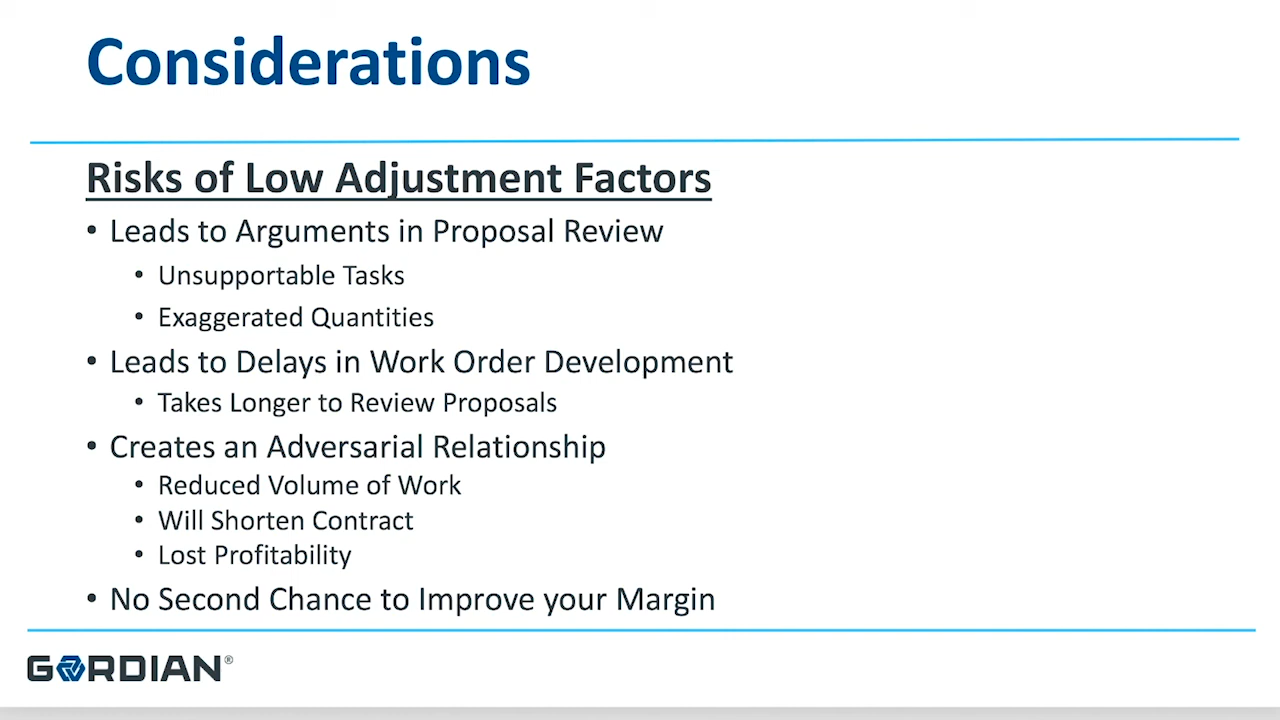 Considerations
Risks of Low Adjustment Factors
• Leads to Arguments in Proposal Review
• Unsupportable Tasks
• Exaggerated Quantities
• Leads to Delays in Work Order Development
• Takes Longer to Review Proposals
• Creates an Adversarial Relationship
• Reduced Volume of Work
• Will Shorten Contract
• Lost Profitability
• No Second Chance to Improve your Margin
GORDIAN®